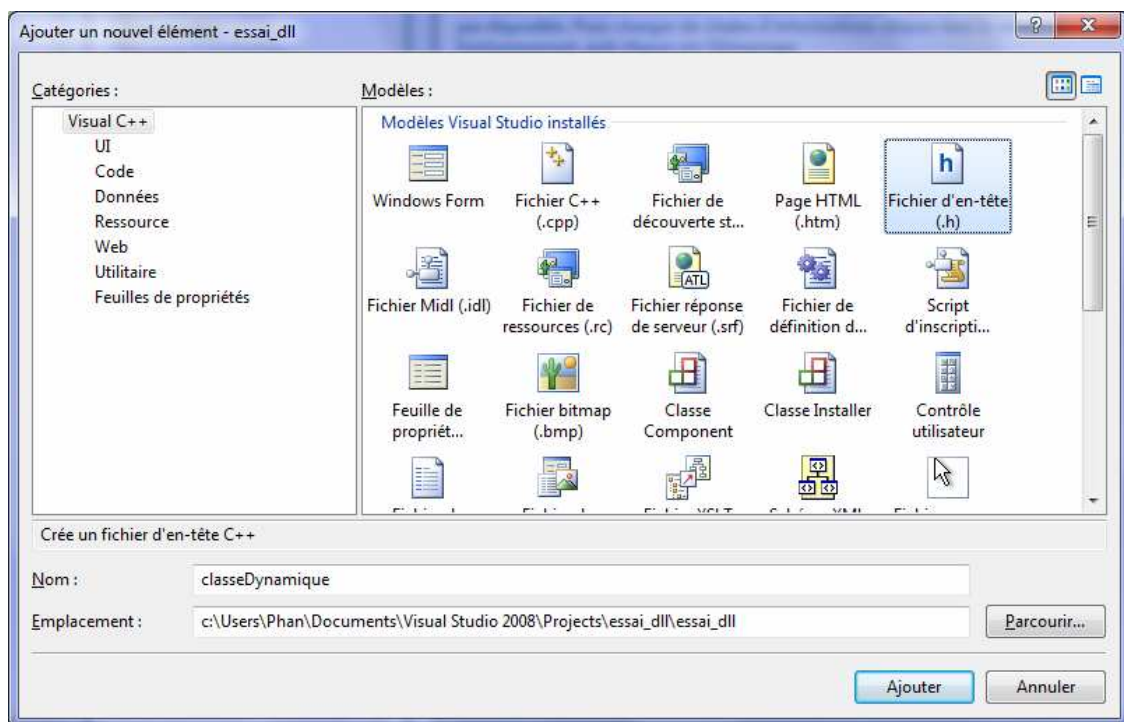 Ajouter un nouvel élément - essai_dll
Catégories :
Modèles :
Visual C++
UI
Code
Données
Ressource
Web
Utilitaire
Feuilles de propriétés
Modèles Visual Studio installés
Windows Form
Fichier C++
(.cpp)
Fichier de
découverte st...
Page HTML
(.htm)
Fichier d'en-tête
(.h)
h
Fichier Midl (.idl)
Fichier de
ressources (.rc)
ATL
Fichier réponse
de serveur (.srf)
Fichier de
définition d...
Script
d'inscripti...
Feuille de
propriét...
Fichier bitmap
(.bmp)
Classe
Component
Classe Installer
Contrôle
utilisateur
Crée un fichier d'en-tête C++
Nom :
classeDynamique
Emplacement :
c:\Users\Phan\Documents\Visual Studio 2008\Projects\essai_dll\essai_dll
Parcourir...
Ajouter
Annuler